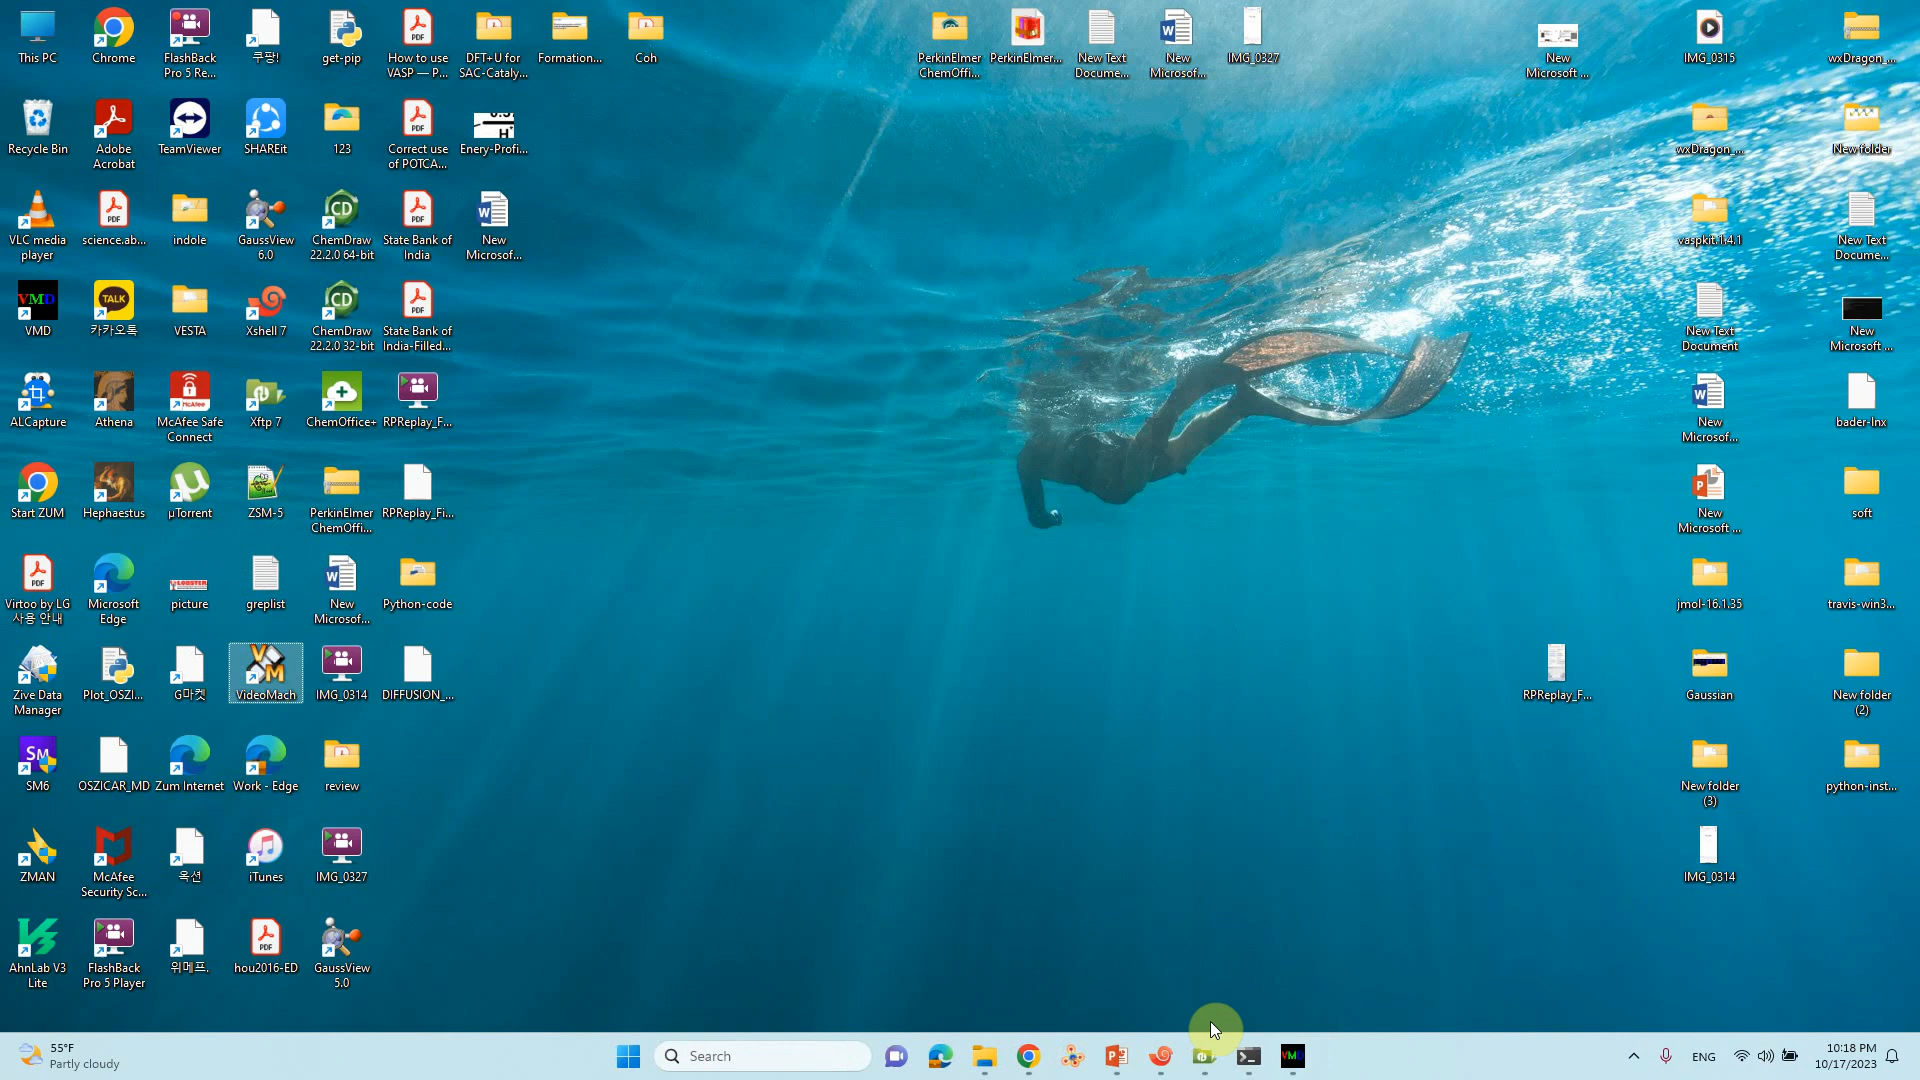 This PC
Chrome
FlashBack
Pro 5 Re...
쿠팡!
get-pip
How to use
VASP — P...
DFT+U for
SAC-Cataly...
Formation...
Coh
PerkinElmer
ChemOffi...
PerkinElmer...
New Text
Docume...
New
Microsof...
IMG_0327
New
Microsoft ...
IMG_0315
wxDragon_...
Recycle Bin
Adobe
Acrobat
TeamViewer
SHAREit
123
Correct use
of POTCA...
Enery-Profi...
wxDragon_...
New folder
VLC media
player
science.ab...
indole
GaussView
6.0
ChemDraw
22.2.0 64-bit
State Bank of
India
New
Microsof...
vaspkit.1.4.1
New Text
Docume...
VMD
카카오톡
VESTA
Xshell 7
ChemDraw
22.2.0 32-bit
State Bank of
India-Filled...
New Text
Document
New
Microsoft ...
ALCapture
Athena
McAfee Safe
Connect
Xftp 7
ChemOffice+
RPReplay_F...
New
Microsof...
bader-lnx
Start ZUM
Hephaestus
µTorrent
ZSM-5
PerkinElmer
ChemOffi...
RPReplay_Fi...
New
Microsoft ...
soft
Virtoo by LG
사용 안내
Microsoft
Edge
picture
greplist
New
Microsof...
Python-code
jmol-16.1.35
travis-win3...
Zive Data
Manager
Plot_OSZI...
G마켓
VideoMach
IMG_0314
DIFFUSION_...
RPReplay_F...
Gaussian
New folder
(2)
SM6
OSZICAR_MD
Zum Internet
Work - Edge
review
New folder
(3)
python-inst...
ZMAN
McAfee
Security Sc...
옥션
iTunes
IMG_0327
IMG_0314
AhnLab V3
Lite
FlashBack
Pro 5 Player
위메프.
hou2016-ED
GaussView
5.0
55°F
Partly cloudy
Search
ENG
10:18 PM
10/17/2023